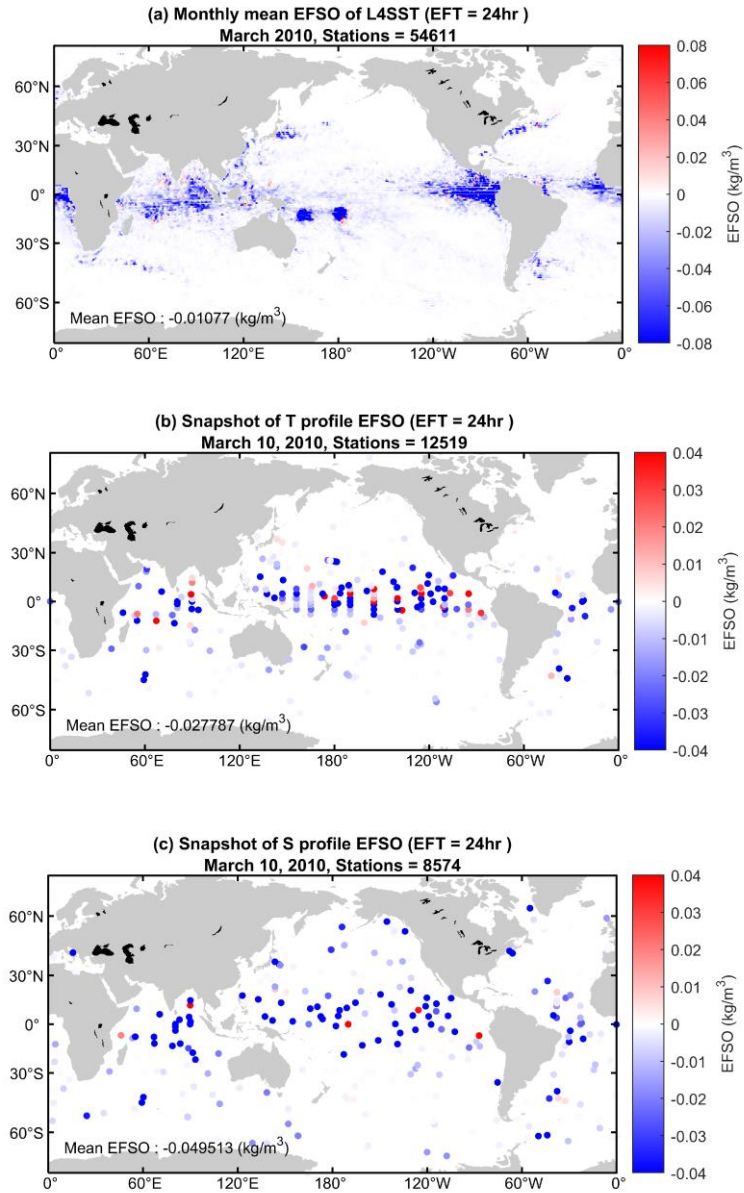 (a) Monthly mean EFSO of L4SST (EFT = 24hr )
March 2010, Stations = 54611
60°N
30°N
0°
30°S
60°S
Mean EFSO : -0.01077 (kg/m³)
0° 60°E 120°E 180° 120°W 60°W 0°
0.08
0.06
0.04
0.02
0
-0.02
-0.04
-0.06
-0.08
EFSO (kg/m³)
(b) Snapshot of T profile EFSO (EFT = 24hr )
March 10, 2010, Stations = 12519
60°N
30°N
0°
30°S
60°S
Mean EFSO : -0.027787 (kg/m³)
0° 60°E 120°E 180° 120°W 60°W 0°
0.04
0.03
0.02
0.01
0
-0.01
-0.02
-0.03
-0.04
EFSO (kg/m³)
(c) Snapshot of S profile EFSO (EFT = 24hr )
March 10, 2010, Stations = 8574
60°N
30°N
0°
30°S
60°S
Mean EFSO : -0.049513 (kg/m³)
0° 60°E 120°E 180° 120°W 60°W 0°
0.04
0.03
0.02
0.01
0
-0.01
-0.02
-0.03
-0.04
EFSO (kg/m³)